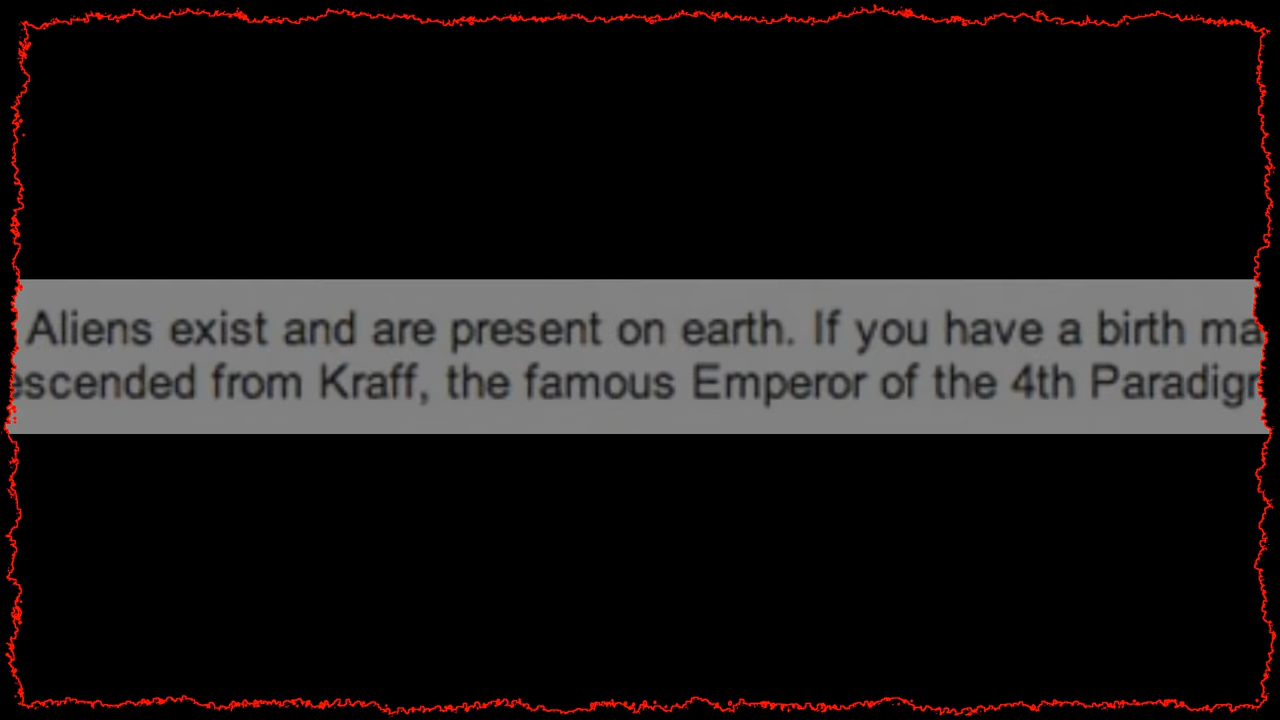 Aliens exist and are present on earth. If you have a birth
from Kraff, the famous Emperor of the 4th